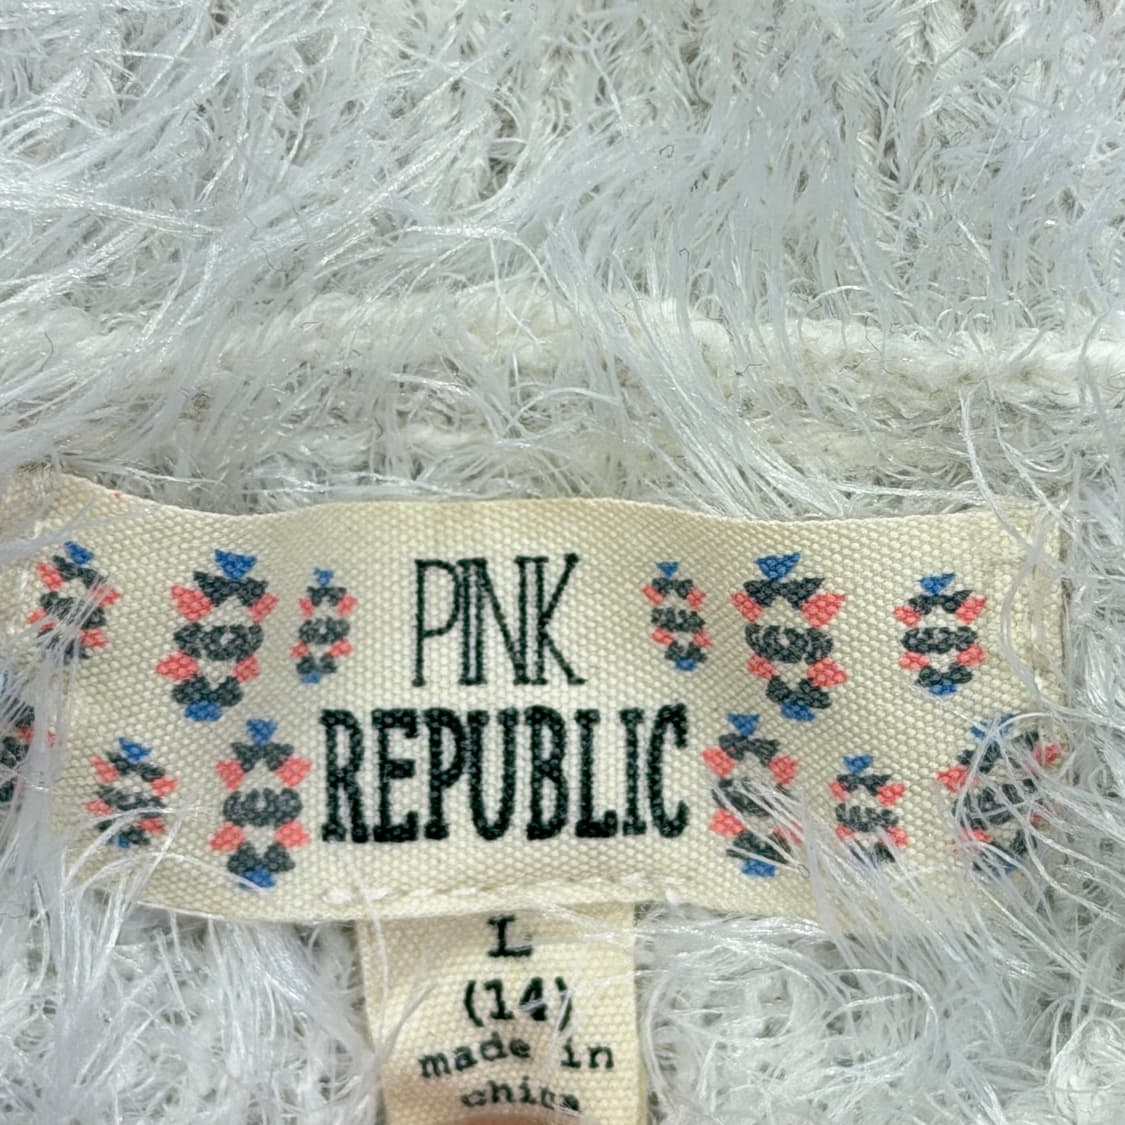 PINK
REPUBLIC
L
(14)
made in
china